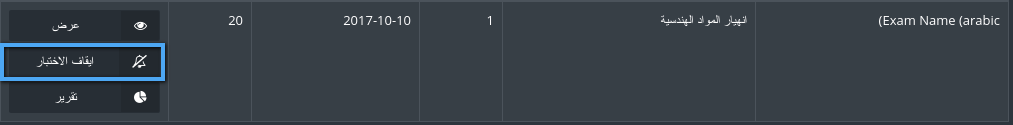 (Exam Name (arabic
انهيار المواد الهندسية
1
2017-10-10
20
عرض
ايقاف الاختبار
تقرير